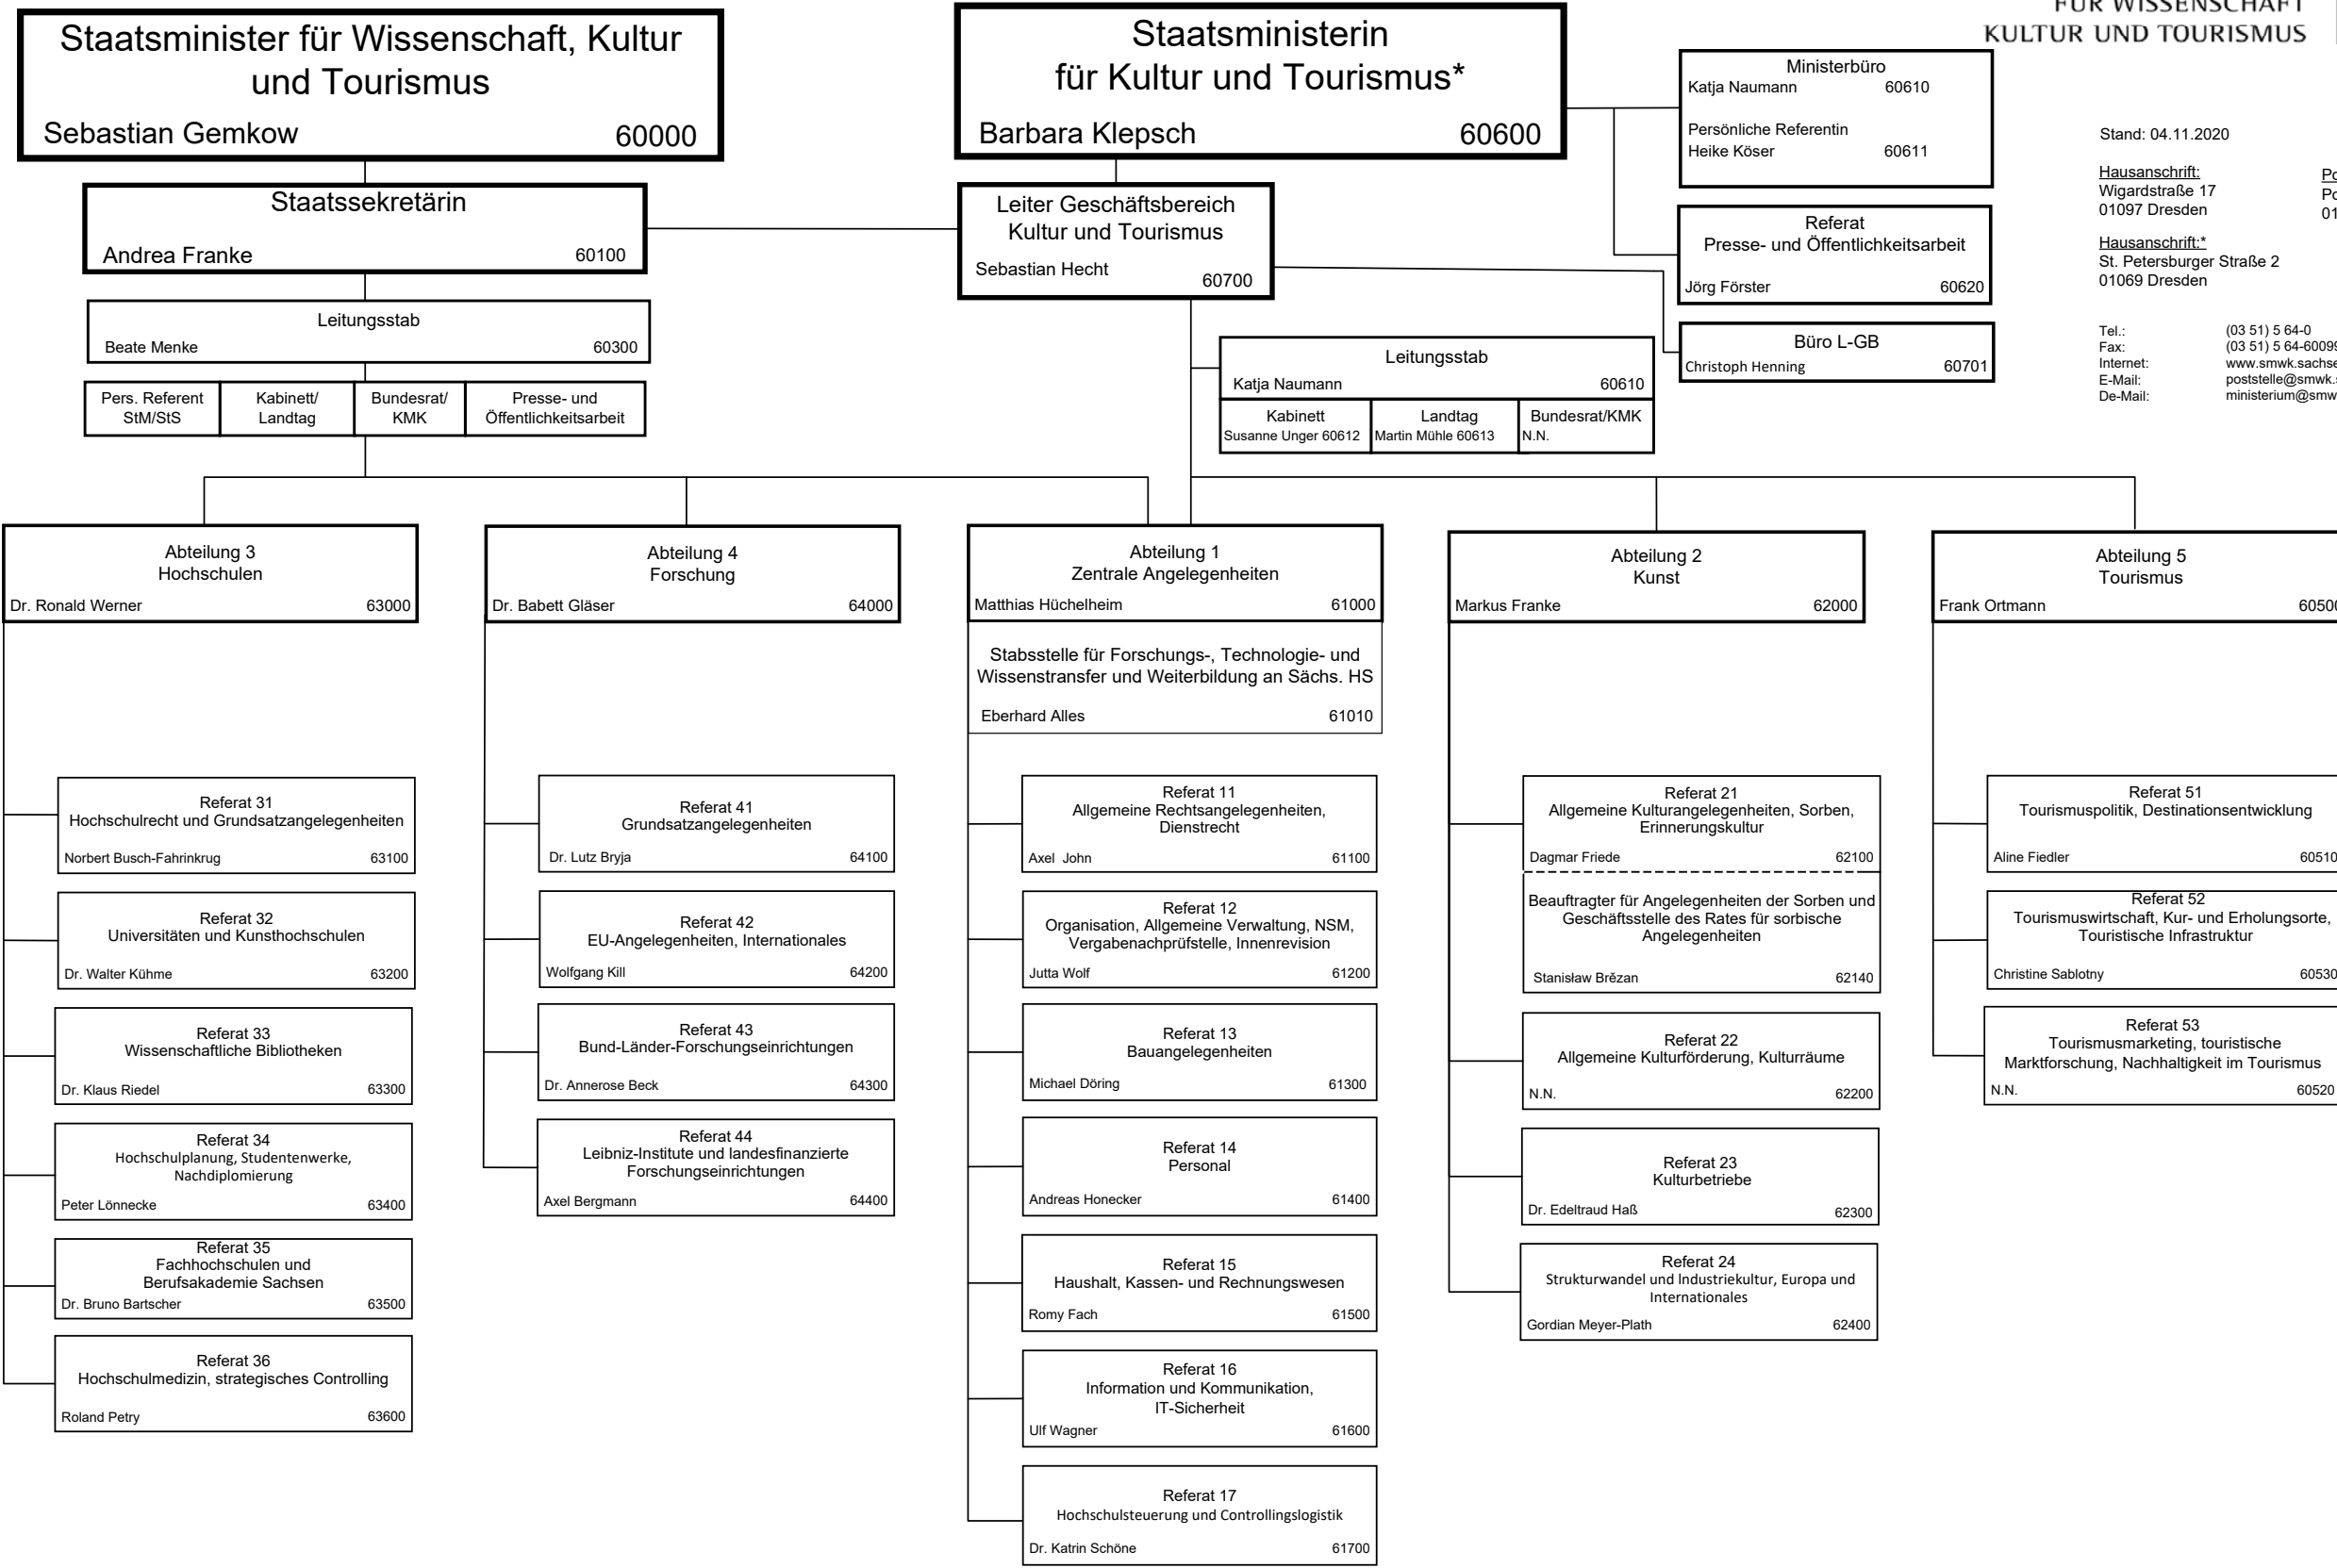 Staatsminister für Wissenschaft, Kultur
und Tourismus
Sebastian Gemkow 60000
Staatsministerin
für Kultur und Tourismus*
Barbara Klepsch 60600
KULTUR UND TOURISMUS
Ministerbüro
Katja Naumann 60610
Persönliche Referentin
Heike Köser 60611
Stand: 04.11.2020
Hausanschrift:
Wigardstraße 17
01097 Dresden
Hausanschrift:*
St. Petersburger Straße 2
01069 Dresden
Tel.: (03 51) 5 64-0
Fax: (03 51) 5 64-60099
Internet: www.smwk.sachse
E-Mail: poststelle@smwk.
De-Mail: ministerium@smw
Staatssekretärin
Andrea Franke 60100
Leiter Geschäftsbereich
Kultur und Tourismus
Sebastian Hecht 60700
Referat
Presse- und Öffentlichkeitsarbeit
Jörg Förster 60620
Büro L-GB
Christoph Henning 60701
Leitungsstab
Beate Menke 60300
Pers. Referent
StM/StS
Kabinett/
Landtag
Bundesrat/
KMK
Presse- und
Öffentlichkeitsarbeit
Leitungsstab
Katja Naumann 60610
Kabinett
Susanne Unger 60612
Landtag
Martin Mühle 60613
Bundesrat/KMK
N.N.
Abteilung 3
Hochschulen
Dr. Ronald Werner 63000
Referat 31
Hochschulrecht und Grundsatzangelegenheiten
Norbert Busch-Fahrinkrug 63100
Referat 32
Universitäten und Kunsthochschulen
Dr. Walter Kühme 63200
Referat 33
Wissenschaftliche Bibliotheken
Dr. Klaus Riedel 63300
Referat 34
Hochschulplanung, Studentenwerke,
Nachdiplomierung
Peter Lönnecke 63400
Referat 35
Fachhochschulen und
Berufsakademie Sachsen
Dr. Bruno Bartscher 63500
Referat 36
Hochschulmedizin, strategisches Controlling
Roland Petry 63600
Abteilung 4
Forschung
Dr. Babett Gläser 64000
Referat 41
Grundsatzangelegenheiten
Dr. Lutz Bryja 64100
Referat 42
EU-Angelegenheiten, Internationales
Wolfgang Kill 64200
Referat 43
Bund-Länder-Forschungseinrichtungen
Dr. Annerose Beck 64300
Referat 44
Leibniz-Institute und landesfinanzierte
Forschungseinrichtungen
Axel Bergmann 64400
Abteilung 1
Zentrale Angelegenheiten
Matthias Hüchelheim 61000
Stabsstelle für Forschungs-, Technologie- und
Wissenstransfer und Weiterbildung an Sächs. HS
Eberhard Alles 61010
Referat 11
Allgemeine Rechtsangelegenheiten,
Dienstrecht
Axel John 61100
Referat 12
Organisation, Allgemeine Verwaltung, NSM,
Vergabenachprüfstelle, Innenrevision
Jutta Wolf 61200
Referat 13
Bauangelegenheiten
Michael Döring 61300
Referat 14
Personal
Andreas Honecker 61400
Referat 15
Haushalt, Kassen- und Rechnungswesen
Romy Fach 61500
Referat 16
Information und Kommunikation,
IT-Sicherheit
Ulf Wagner 61600
Referat 17
Hochschulsteuerung und Controllingslogistik
Dr. Katrin Schöne 61700
Abteilung 2
Kunst
Markus Franke 62000
Referat 21
Allgemeine Kulturangelegenheiten, Sorben,
Erinnerungskultur
Dagmar Friede 62100
Beauftragter für Angelegenheiten der Sorben und
Geschäftsstelle des Rates für sorbische
Angelegenheiten
Stanisław Brězan 62140
Referat 22
Allgemeine Kulturförderung, Kulturräume
N.N. 62200
Referat 23
Kulturbetriebe
Dr. Edeltraud Haß 62300
Referat 24
Strukturwandel und Industriekultur, Europa und
Internationales
Gordian Meyer-Plath 62400
Abteilung 5
Tourismus
Frank Ortmann 60500
Referat 51
Tourismuspolitik, Destinationsentwicklung
Aline Fiedler 60510
Referat 52
Tourismuswirtschaft, Kur- und Erholungsorte,
Touristische Infrastruktur
Christine Sablotny 60530
Referat 53
Tourismusmarketing, touristische
Marktforschung, Nachhaltigkeit im Tourismus
N.N. 60520